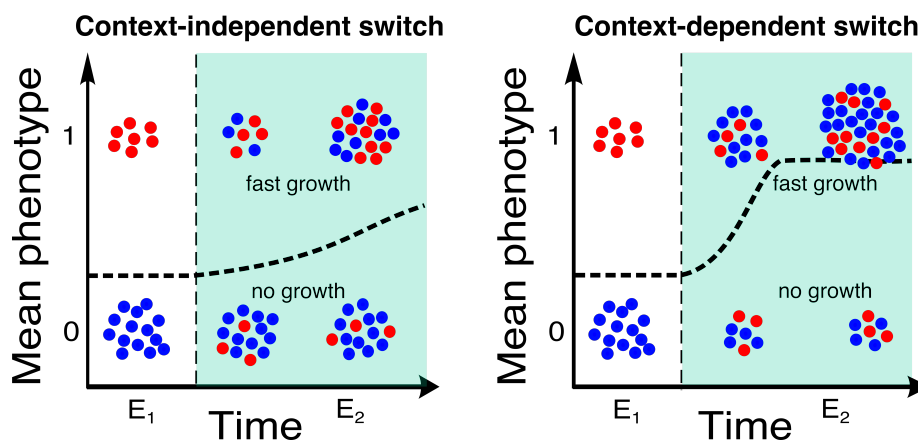 Context-independent switch
Mean phenotype
1
0
fast growth
no growth
E₁
Time
E₂
Context-dependent switch
Mean phenotype
1
0
fast growth
no growth
E₁
Time
E₂